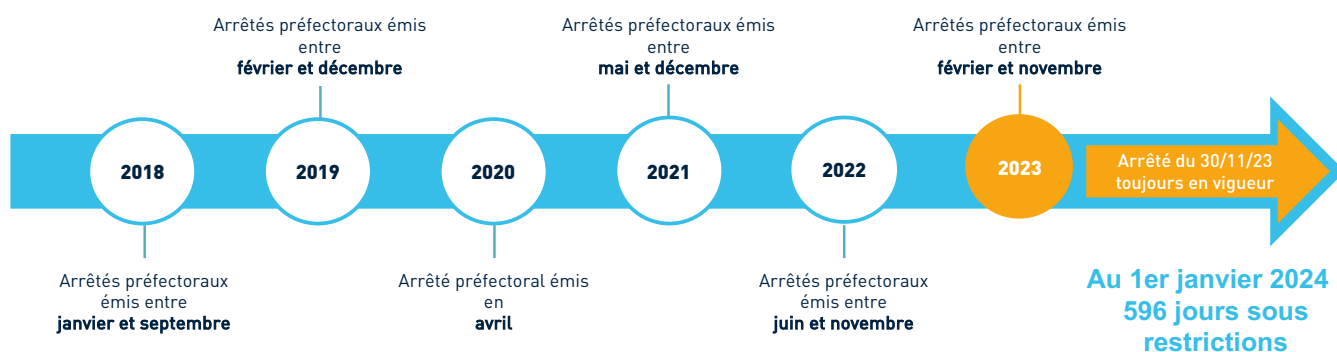 Arrêtés préfectoraux émis
entre
février et décembre
Arrêtés préfectoraux émis
entre
mai et décembre
Arrêtés préfectoraux émis
entre
février et novembre
2018
2019
2020
2021
2022
2023
Arrêté du 30/11/23
toujours en vigueur
Arrêtés préfectoraux
émis entre
janvier et septembre
Arrêté préfectoral émis
en
avril
Arrêtés préfectoraux
émis entre
juin et novembre
Au 1er janvier 2024
596 jours sous
restrictions